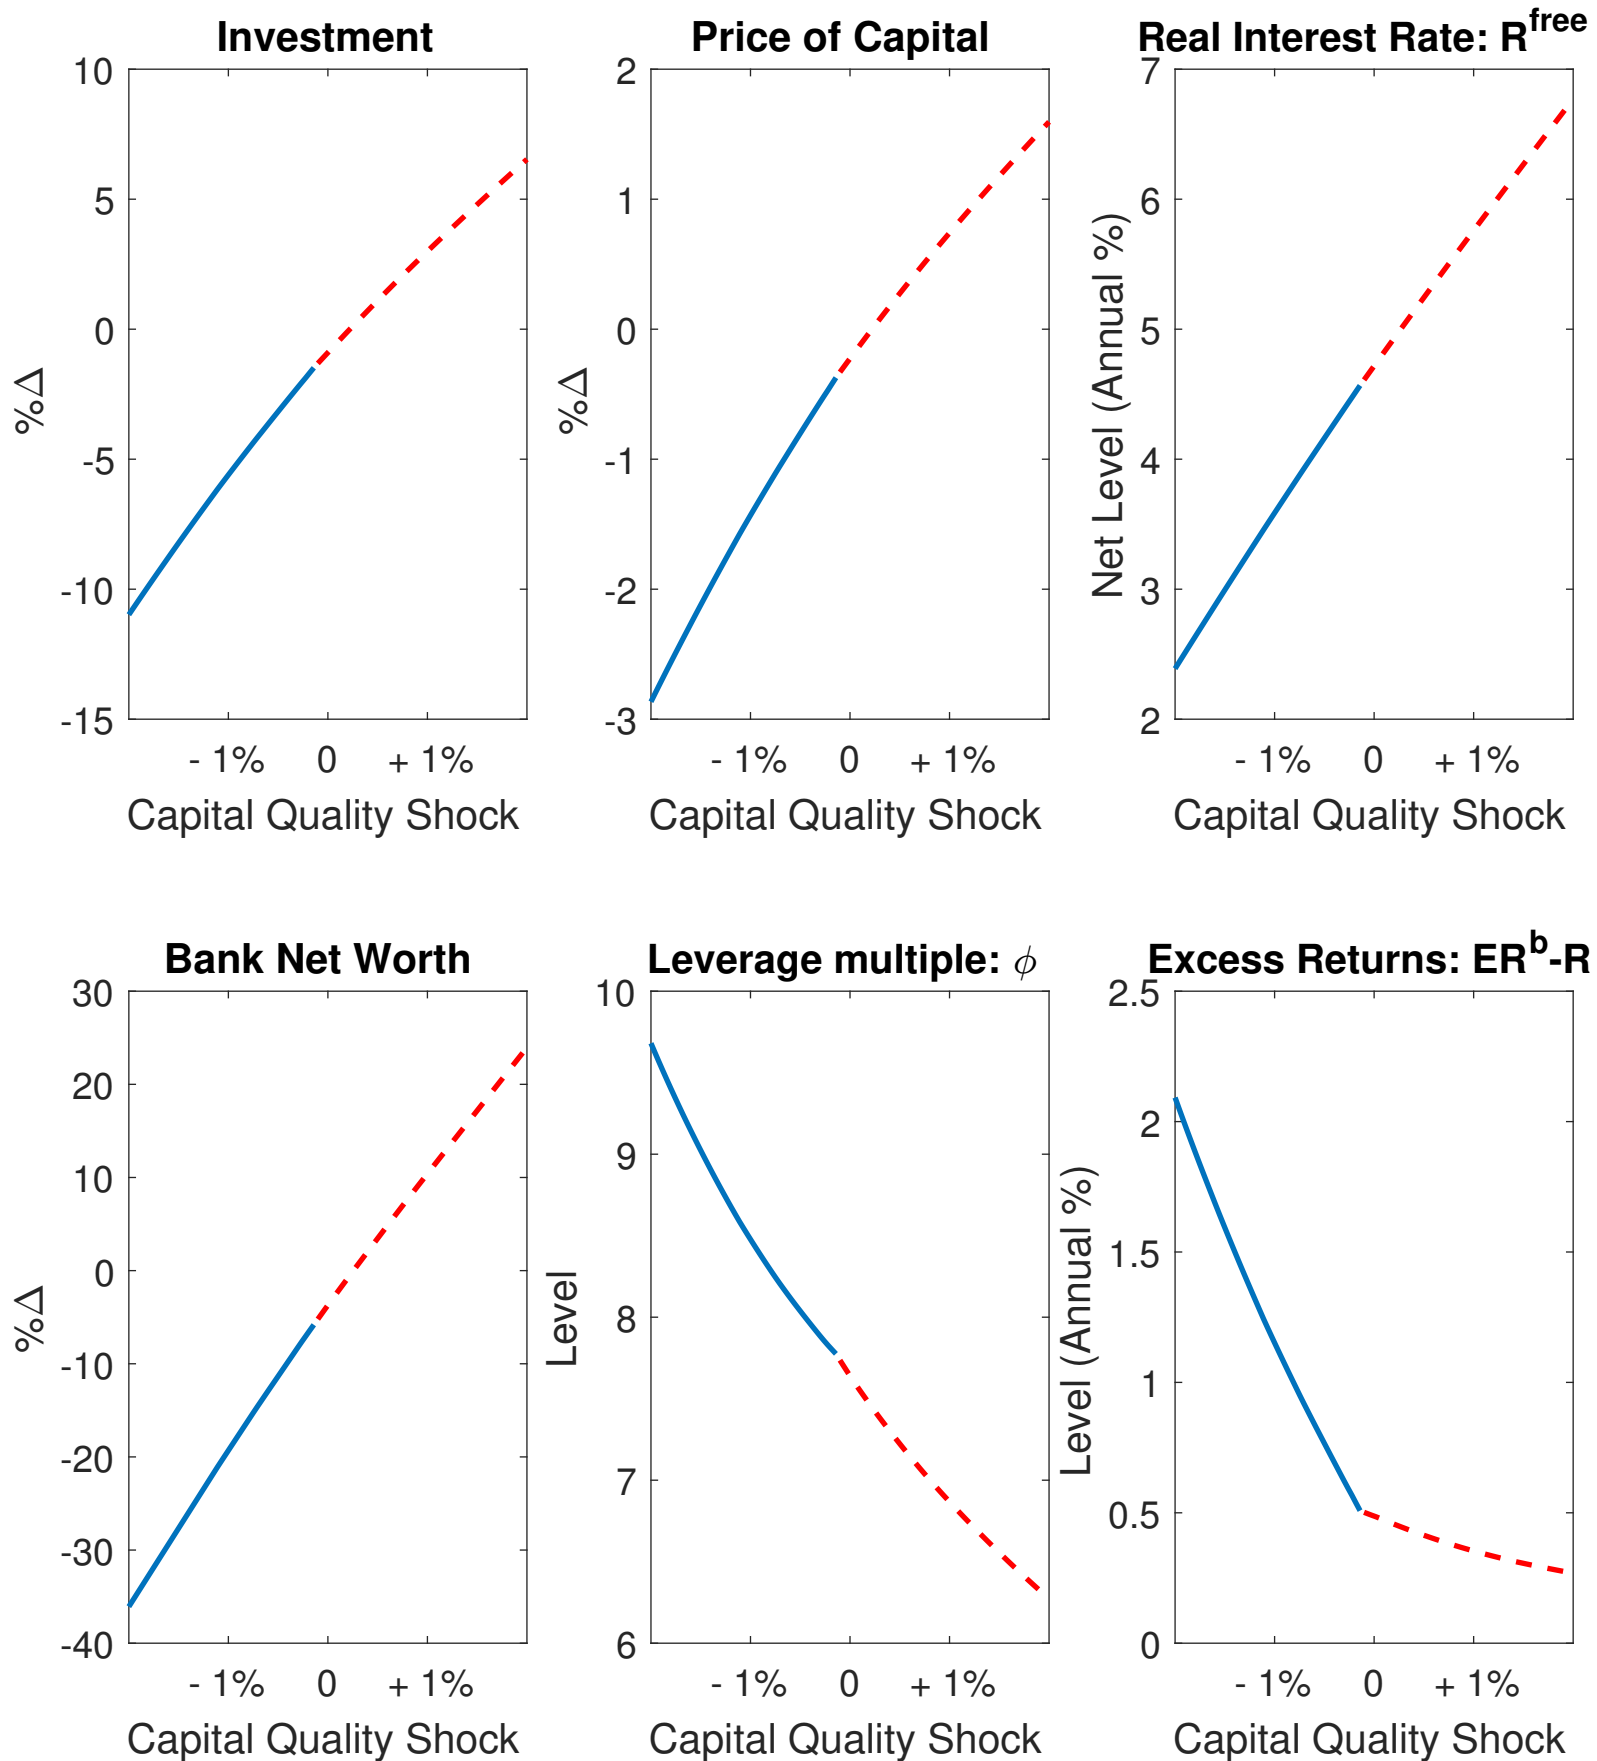 Investment
10
5
0
-5
-10
-15
%Δ
- 1% 0 + 1%
Capital Quality Shock
Price of Capital
2
1
0
-1
-2
-3
%Δ
- 1% 0 + 1%
Capital Quality Shock
Real Interest Rate: R^free
7
6
5
4
3
2
Net Level (Annual %)
- 1% 0 + 1%
Capital Quality Shock
Bank Net Worth
30
20
10
0
-10
-20
-30
-40
%Δ
- 1% 0 + 1%
Capital Quality Shock
Leverage multiple: ϕ
10
9
8
7
6
Level
- 1% 0 + 1%
Capital Quality Shock
Excess Returns: ER^b-R
2.5
2
1.5
1
0.5
0
Level (Annual %)
- 1% 0 + 1%
Capital Quality Shock